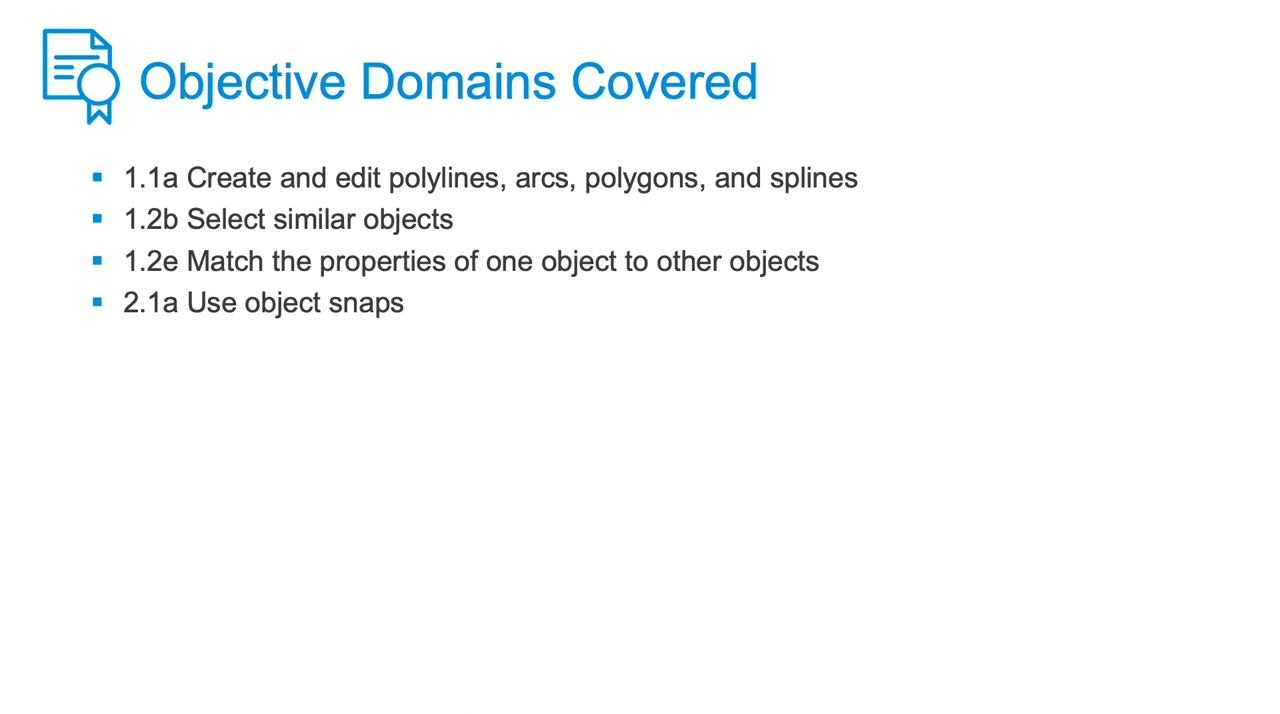 Objective Domains Covered
1.1a Create and edit polylines, arcs, polygons, and splines
1.2b Select similar objects
1.2e Match the properties of one object to other objects
2.1a Use object snaps